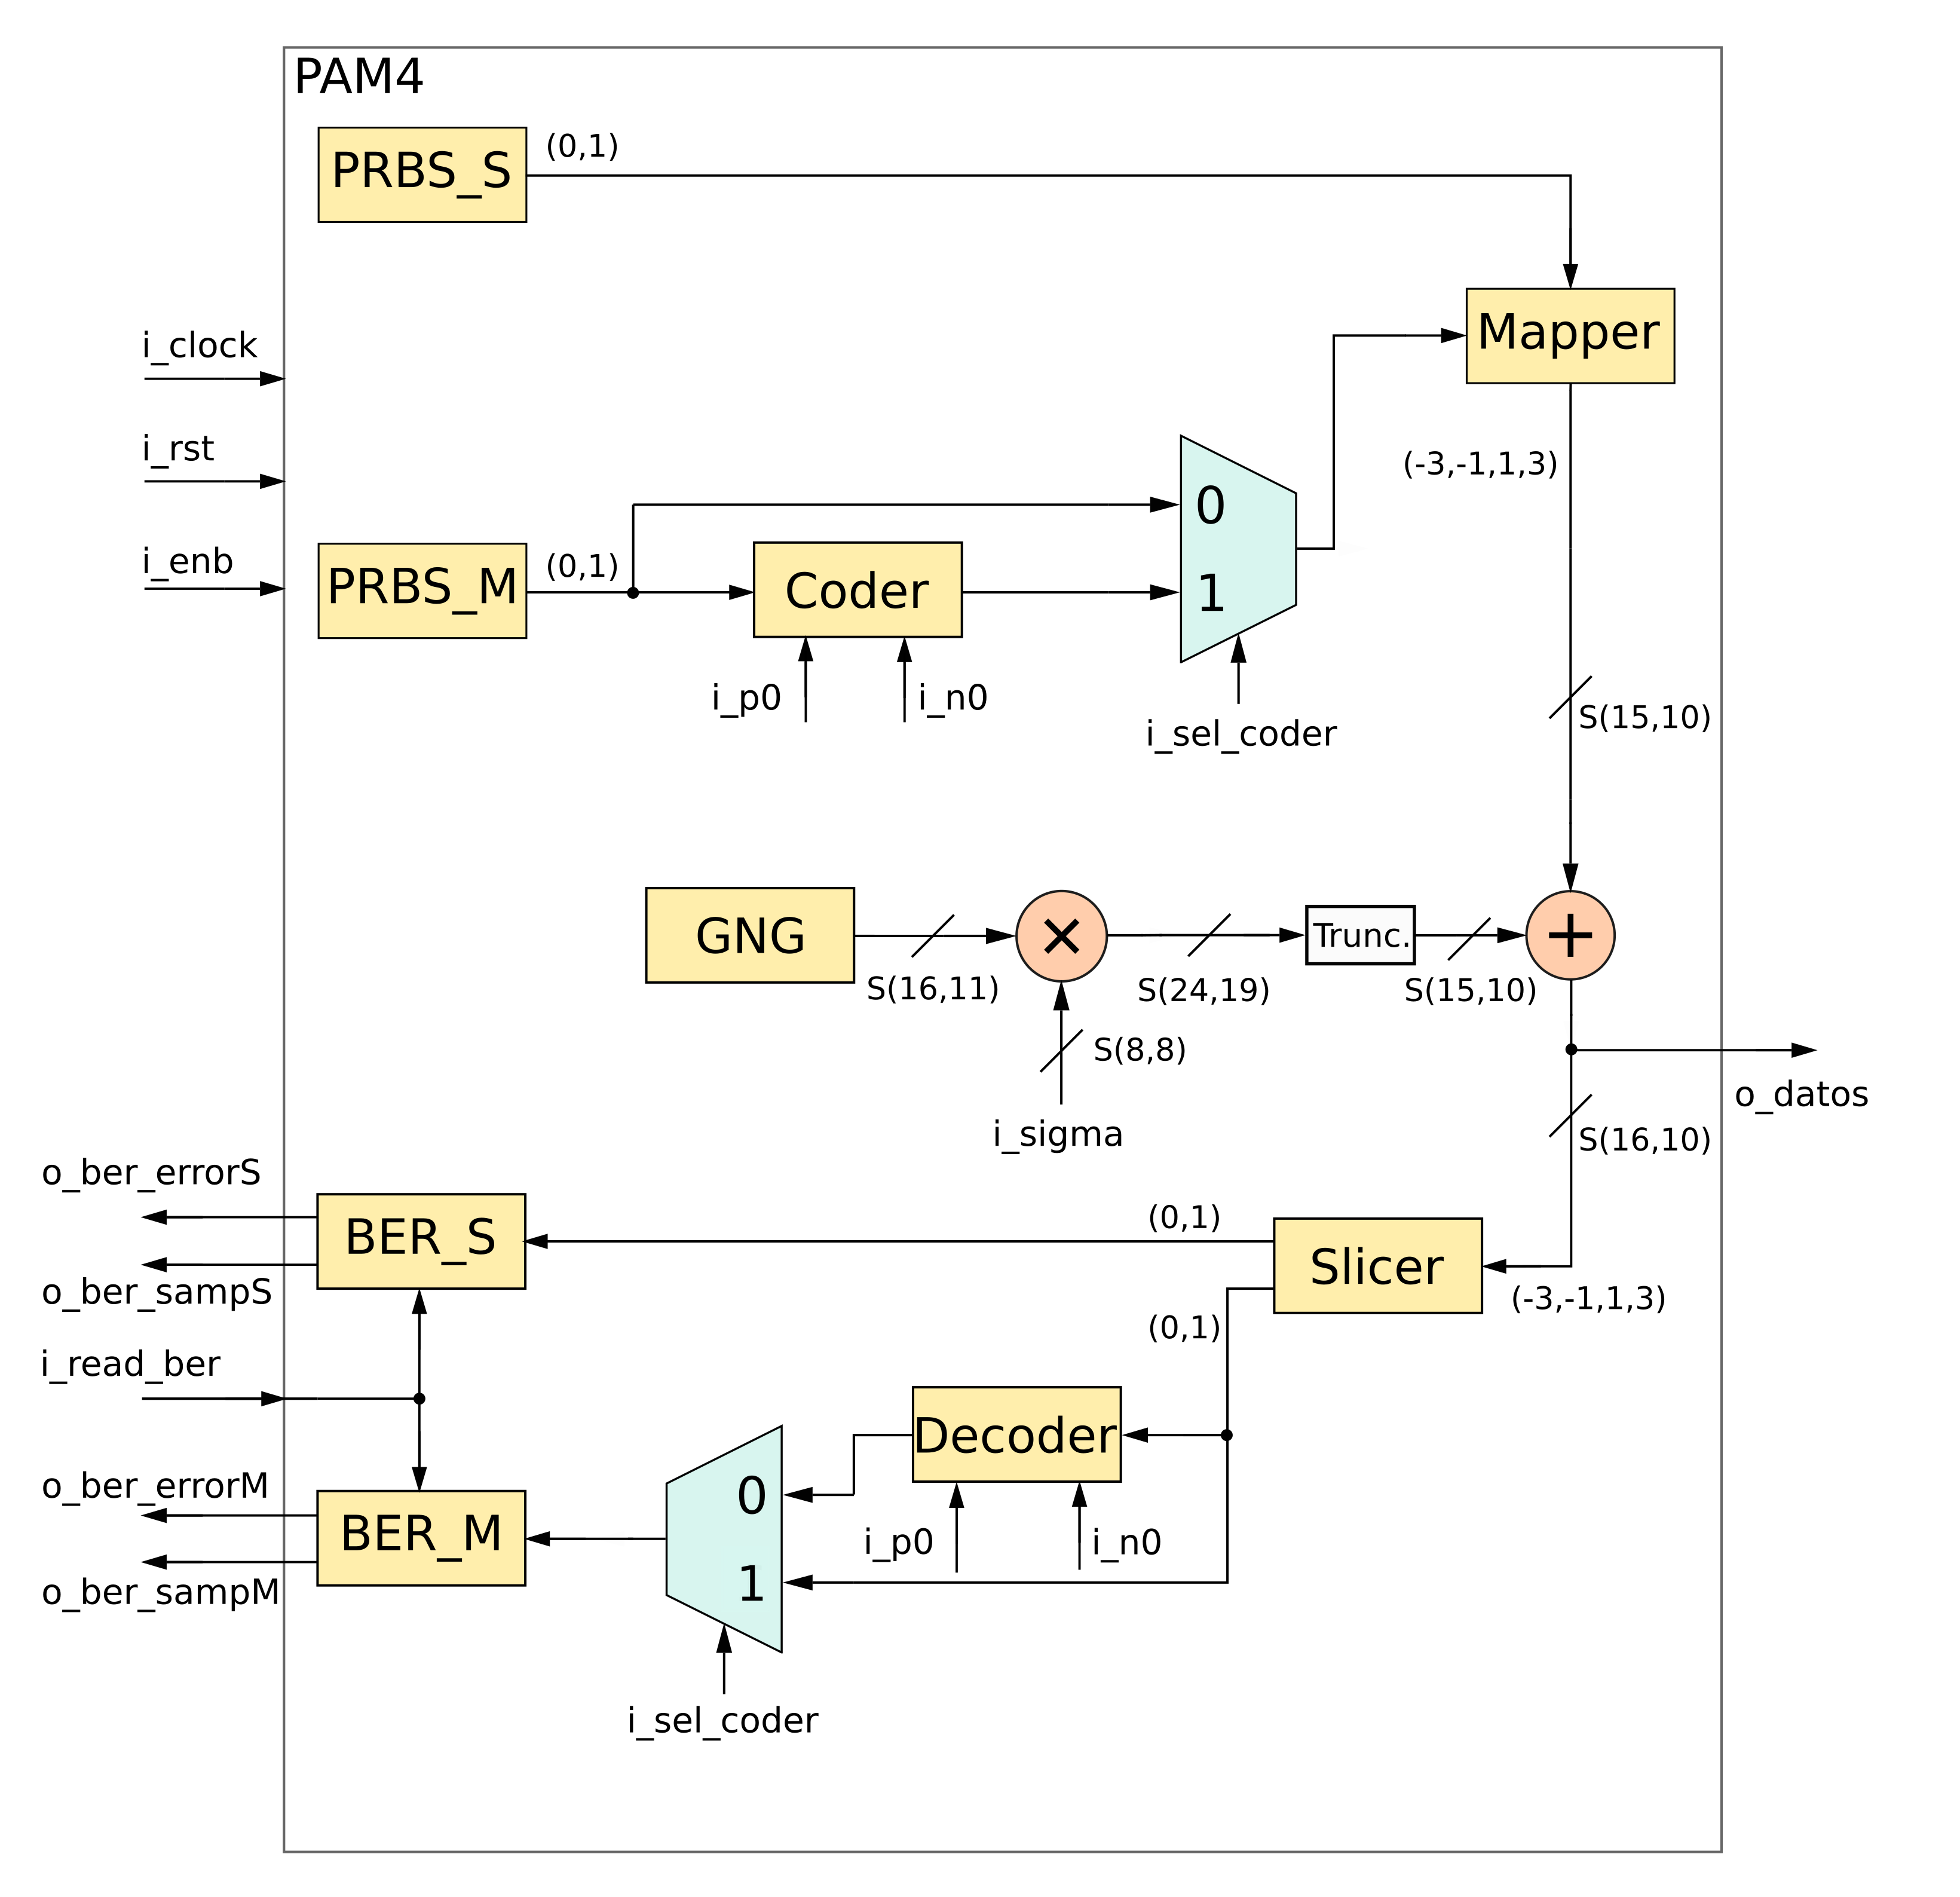 PAM4
PRBS_S
(0,1)
Mapper
i_clock
i_rst
i_enb
(-3,-1,1,3)
0
1
PRBS_M
(0,1)
Coder
i_p0
i_n0
i_sel_coder
S(15,10)
GNG
S(16,11)
×
S(24,19)
Trunc.
S(15,10)
+
S(8,8)
i_sigma
o_datos
S(16,10)
o_ber_errorS
BER_S
o_ber_sampS
(0,1)
Slicer
(-3,-1,1,3)
(0,1)
i_read_ber
Decoder
i_p0
i_n0
0
1
o_ber_errorM
BER_M
o_ber_sampM
i_sel_coder